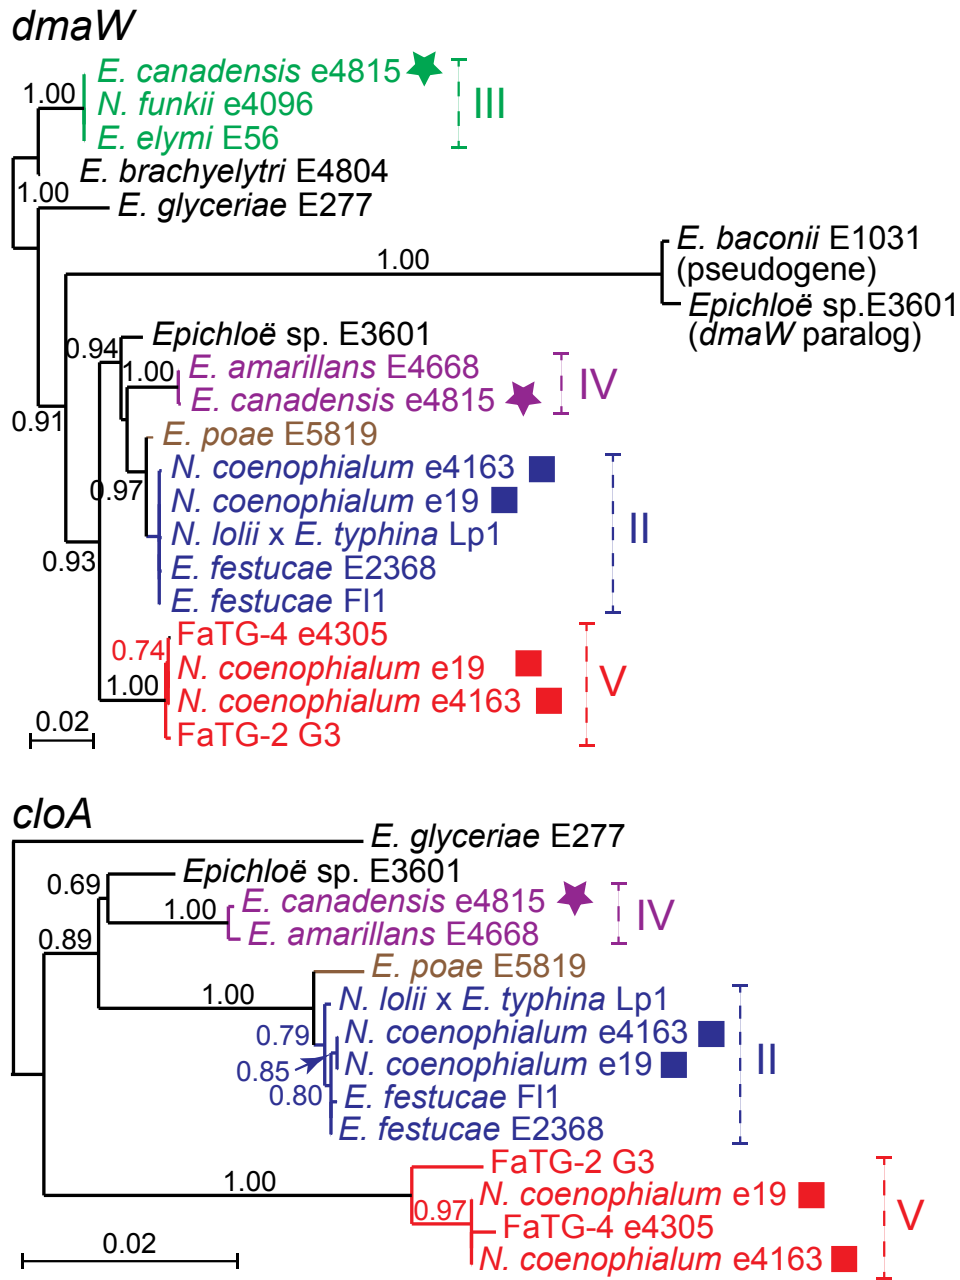 dmaW
E. canadensis e4815
1.00
N. funkii e4096
III
E. elymi E56
E. brachyelytri E4804
1.00
E. glyceriae E277
E. baconii E1031
(pseudogene)
1.00
Epichloë sp.E3601
(dmaW paralog)
Epichloë sp. E3601
0.94
1.00
E. amarillans E4668
IV
E. canadensis e4815
0.91
E. poae E5819
N. coenophialum e4163
0.97
N. coenophialum e19
N. lolii x E. typhina Lp1
II
0.93
E. festucae E2368
E. festucae Fl1
FaTG-4 e4305
0.74
N. coenophialum e19
V
1.00
N. coenophialum e4163
0.02
FaTG-2 G3
cloA
E. glyceriae E277
Epichloë sp. E3601
0.69
E. canadensis e4815
1.00
IV
E. amarillans E4668
0.89
E. poae E5819
1.00
N. lolii x E. typhina Lp1
0.79
N. coenophialum e4163
II
0.85
N. coenophialum e19
0.80
E. festucae Fl1
E. festucae E2368
FaTG-2 G3
1.00
N. coenophialum e19
0.97
FaTG-4 e4305
V
0.02
N. coenophialum e4163